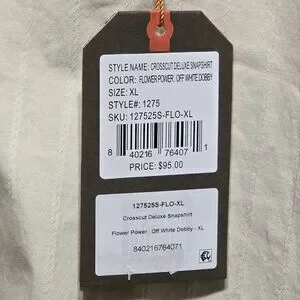 STYLE NAME: CROSSCUT DELUXE SNAPSHIRT
COLOR: FLOWER POWER : OFF WHITE DOBBY
SIZE: XL
STYLE#: 1275
SKU: 127525S-FLO-XL
8 40216 76407 1
PRICE: $95.00
127525S-FLO-XL
Crosscut Deluxe Snapshirt
Flower Power : Off White Dobby - XL
840216764071